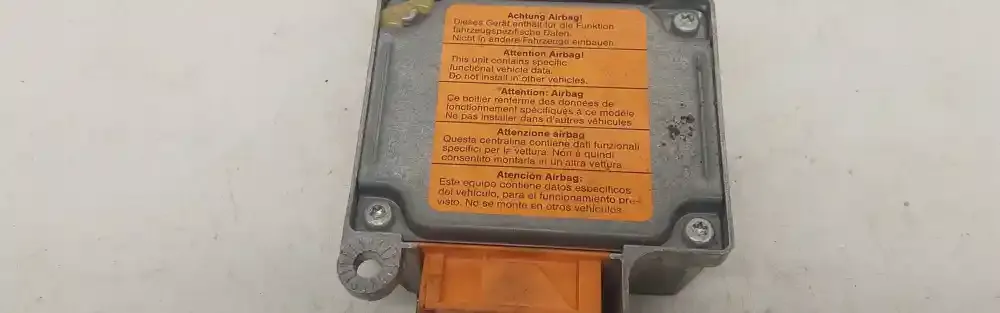 Achtung Airbag!
Dieses Gerät enthält für die Funktion
fahrzeugspezifische Daten.
Nicht in andere Fahrzeuge einbauen
Attention Airbag!
This unit contains specific
functional vehicle data.
Do not install in other vehicles.
Attention: Airbag
Ce boîtier renferme des données de
fonctionnement spécifiques à ce modèle
Ne pas installer dans d'autres véhicules
Attenzione airbag
Questa centralina contiene dati funzionali
specifici per la vettura. Non è quindi
consentito montarla in un'altra vettura.
Atención Airbag:
Este equipo contiene datos específicos
del vehículo, para el funcionamiento pre-
visto. No se monte en otros vehículos.